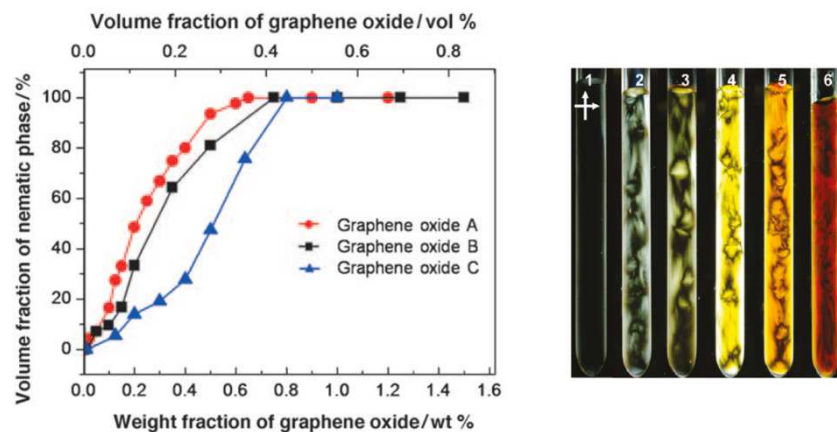 Volume fraction of graphene oxide/vol %
0.0 0.2 0.4 0.6 0.8
Volume fraction of nematic phase/%
100
80
60
40
20
0
Graphene oxide A
Graphene oxide B
Graphene oxide C
0.0 0.2 0.4 0.6 0.8 1.0 1.2 1.4 1.6
Weight fraction of graphene oxide/wt %
1 2 3 4 5 6